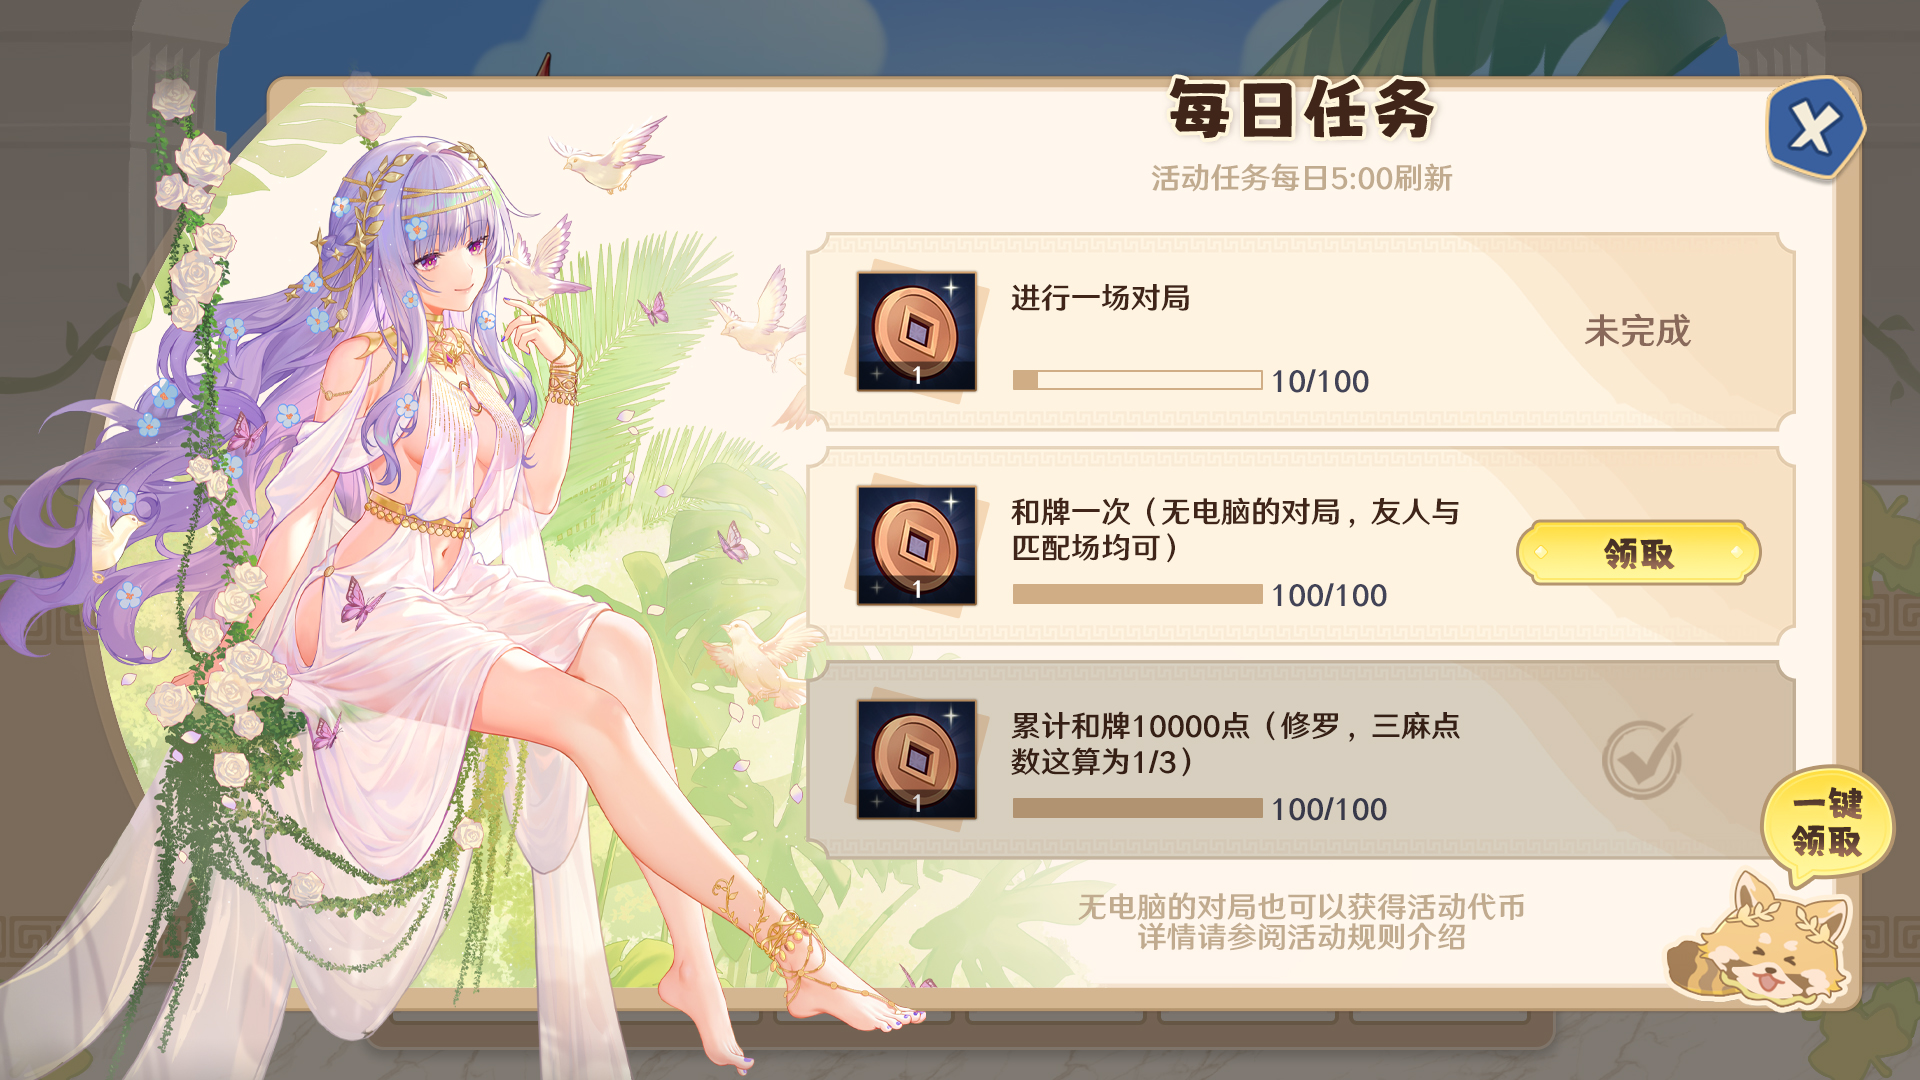 每日任务
活动任务每日5:00刷新
进行一场对局
1
10/100
未完成
和牌一次（无电脑的对局，友人与
匹配场均可）
1
100/100
领取
累计和牌10000点（修罗，三麻点
数这算为1/3）
1
100/100
一键
领取
无电脑的对局也可以获得活动代币
详情请参阅活动规则介绍